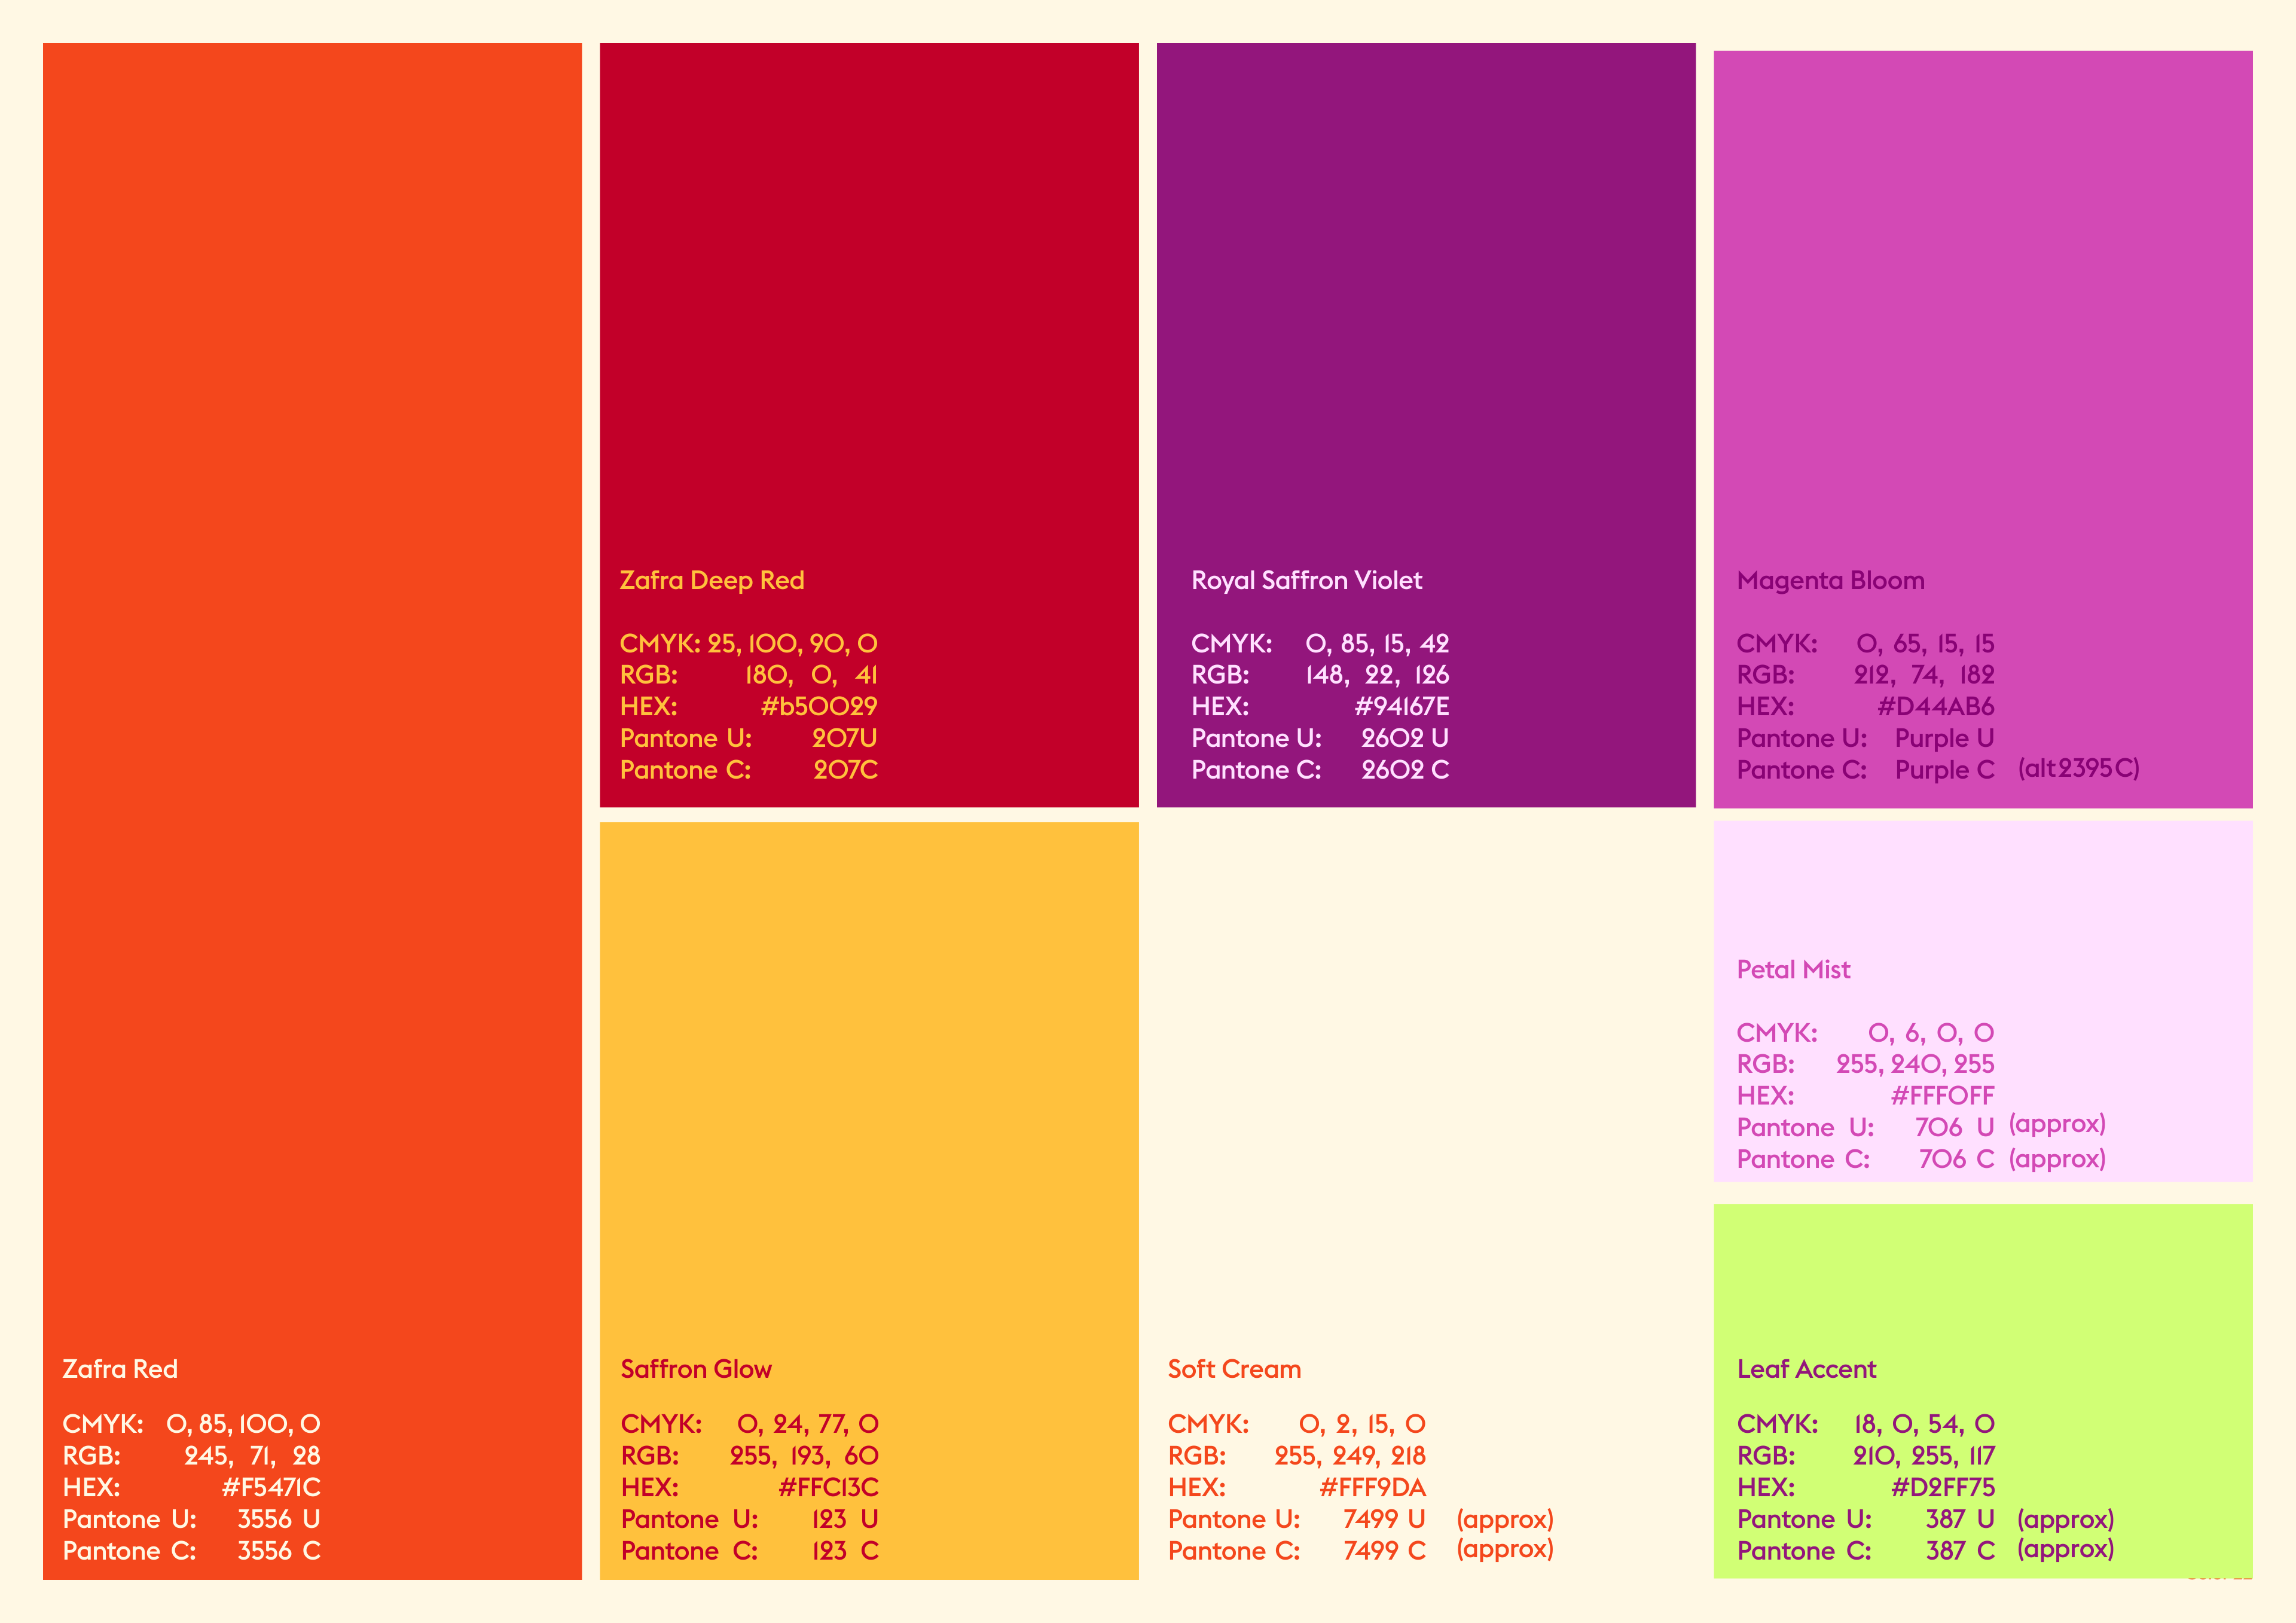 Zafra Deep Red
CMYK: 25, 100, 90, 0
RGB: 180, 0, 41
HEX: #b50029
Pantone U: 207U
Pantone C: 207C
Royal Saffron Violet
CMYK: 0, 85, 15, 42
RGB: 148, 22, 126
HEX: #94167E
Pantone U: 2602 U
Pantone C: 2602 C
Magenta Bloom
CMYK: 0, 65, 15, 15
RGB: 212, 74, 182
HEX: #D44AB6
Pantone U: Purple U
Pantone C: Purple C (alt 2395 C)
Petal Mist
CMYK: 0, 6, 0, 0
RGB: 255, 240, 255
HEX: #FFF0FF
Pantone U: 706 U (approx)
Pantone C: 706 C (approx)
Zafra Red
CMYK: 0, 85, 100, 0
RGB: 245, 71, 28
HEX: #F5471C
Pantone U: 3556 U
Pantone C: 3556 C
Saffron Glow
CMYK: 0, 24, 77, 0
RGB: 255, 193, 60
HEX: #FFC13C
Pantone U: 123 U
Pantone C: 123 C
Soft Cream
CMYK: 0, 2, 15, 0
RGB: 255, 249, 218
HEX: #FFF9DA
Pantone U: 7499 U (approx)
Pantone C: 7499 C (approx)
Leaf Accent
CMYK: 18, 0, 54, 0
RGB: 210, 255, 117
HEX: #D2FF75
Pantone U: 387 U (approx)
Pantone C: 387 C (approx)